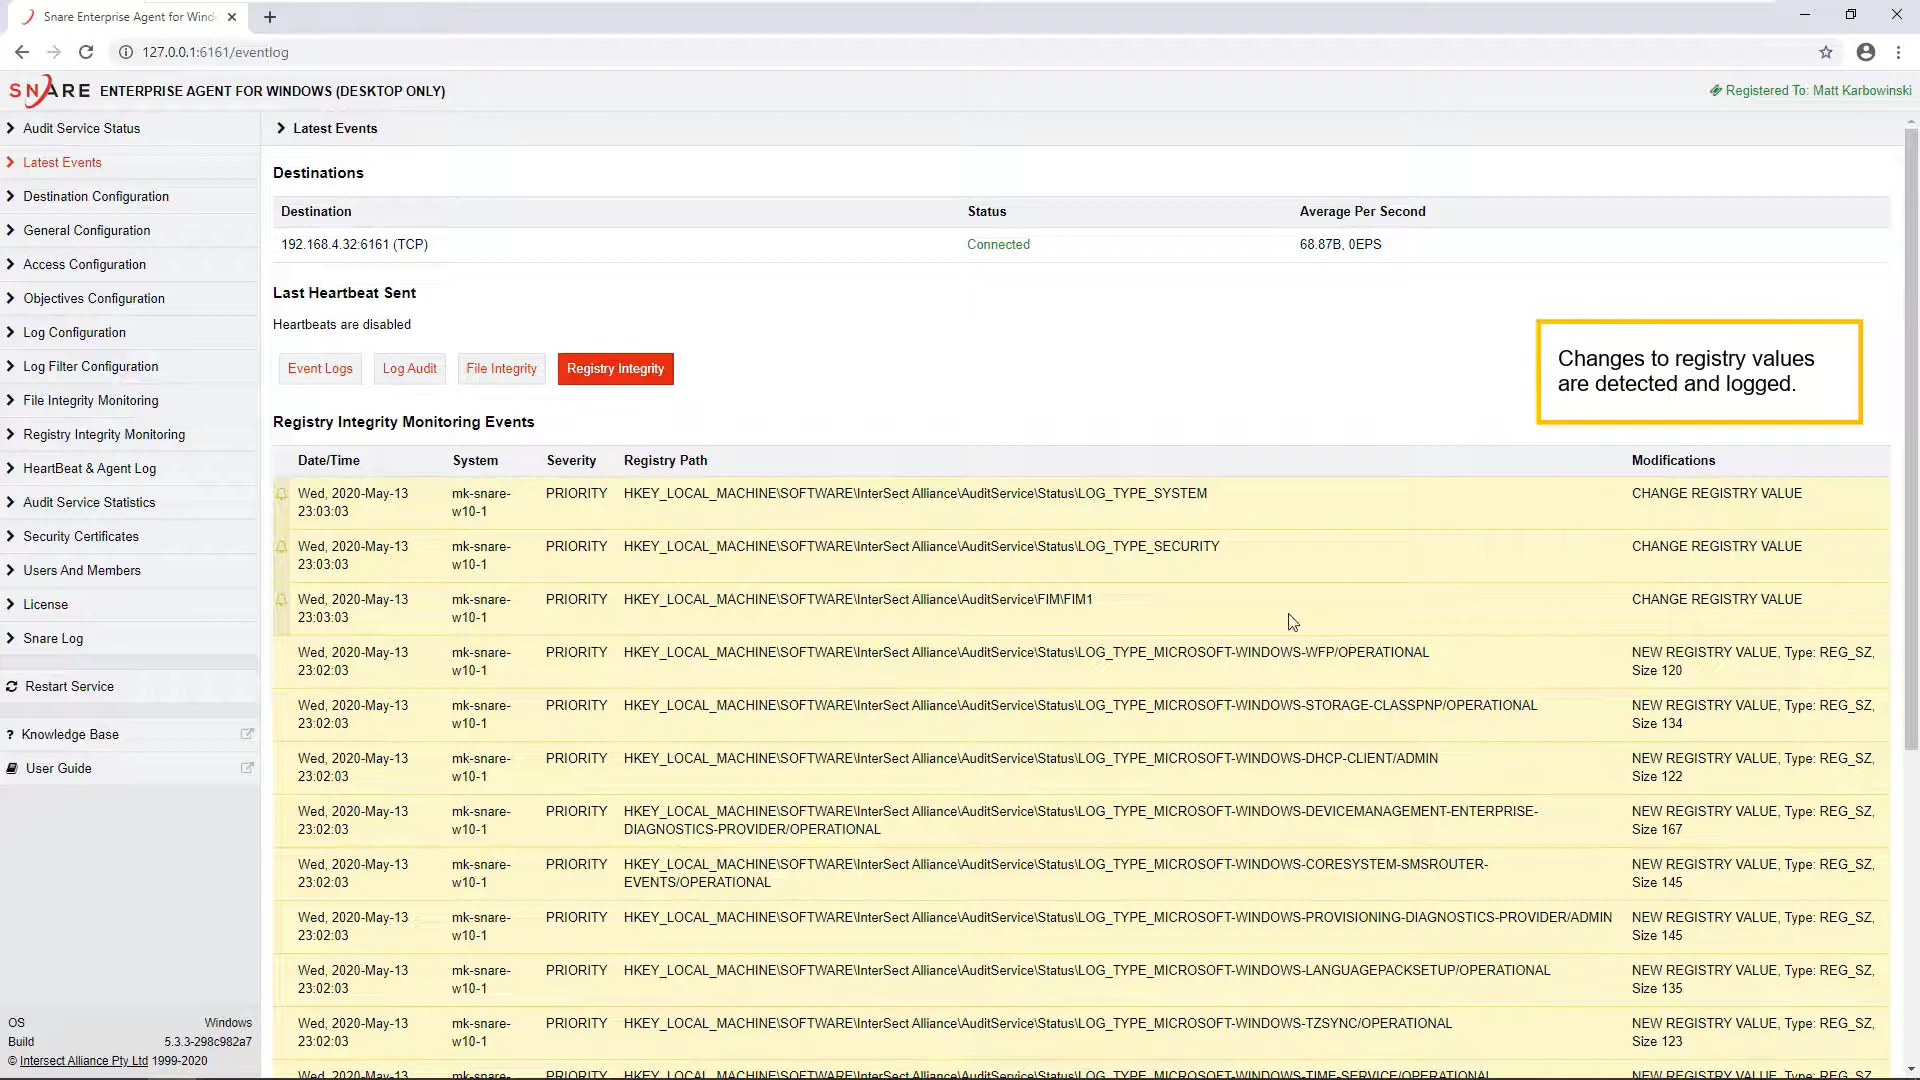 Snare Enterprise Agent for Wind
127.0.0.1:6161/eventlog
SNARE ENTERPRISE AGENT FOR WINDOWS (DESKTOP ONLY)
Registered To: Matt Karbowinski
Audit Service Status
Latest Events
Destination Configuration
General Configuration
Access Configuration
Objectives Configuration
Log Configuration
Log Filter Configuration
File Integrity Monitoring
Registry Integrity Monitoring
HeartBeat & Agent Log
Audit Service Statistics
Security Certificates
Users And Members
License
Snare Log
Restart Service
? Knowledge Base
User Guide
OS Windows
Build 5.3.3-298c982a7
© Intersect Alliance Pty Ltd 1999-2020
Latest Events
Destinations
Destination Status Average Per Second
192.168.4.32:6161 (TCP) Connected 68.87B, 0EPS
Last Heartbeat Sent
Heartbeats are disabled
Event Logs Log Audit File Integrity Registry Integrity
Changes to registry values
are detected and logged.
Registry Integrity Monitoring Events
Date/Time System Severity Registry Path Modifications
Wed, 2020-May-13 mk-snare- PRIORITY HKEY_LOCAL_MACHINE\SOFTWARE\InterSect Alliance\AuditService\Status\LOG_TYPE_SYSTEM CHANGE REGISTRY VALUE
23:03:03 w10-1
Wed, 2020-May-13 mk-snare- PRIORITY HKEY_LOCAL_MACHINE\SOFTWARE\InterSect Alliance\AuditService\Status\LOG_TYPE_SECURITY CHANGE REGISTRY VALUE
23:03:03 w10-1
Wed, 2020-May-13 mk-snare- PRIORITY HKEY_LOCAL_MACHINE\SOFTWARE\InterSect Alliance\AuditService\FIM\FIM1 CHANGE REGISTRY VALUE
23:03:03 w10-1
Wed, 2020-May-13 mk-snare- PRIORITY HKEY_LOCAL_MACHINE\SOFTWARE\InterSect Alliance\AuditService\Status\LOG_TYPE_MICROSOFT-WINDOWS-WFP/OPERATIONAL NEW REGISTRY VALUE, Type: REG_SZ,
23:02:03 w10-1 Size 120
Wed, 2020-May-13 mk-snare- PRIORITY HKEY_LOCAL_MACHINE\SOFTWARE\InterSect Alliance\AuditService\Status\LOG_TYPE_MICROSOFT-WINDOWS-STORAGE-CLASSPNP/OPERATIONAL NEW REGISTRY VALUE, Type: REG_SZ,
23:02:03 w10-1 Size 134
Wed, 2020-May-13 mk-snare- PRIORITY HKEY_LOCAL_MACHINE\SOFTWARE\InterSect Alliance\AuditService\Status\LOG_TYPE_MICROSOFT-WINDOWS-DHCP-CLIENT/ADMIN NEW REGISTRY VALUE, Type: REG_SZ,
23:02:03 w10-1 Size 122
Wed, 2020-May-13 mk-snare- PRIORITY HKEY_LOCAL_MACHINE\SOFTWARE\InterSect Alliance\AuditService\Status\LOG_TYPE_MICROSOFT-WINDOWS-DEVICEMANAGEMENT-ENTERPRISE- NEW REGISTRY VALUE, Type: REG_SZ,
23:02:03 w10-1 DIAGNOSTICS-PROVIDER/OPERATIONAL Size 167
Wed, 2020-May-13 mk-snare- PRIORITY HKEY_LOCAL_MACHINE\SOFTWARE\InterSect Alliance\AuditService\Status\LOG_TYPE_MICROSOFT-WINDOWS-CORESYSTEM-SMSROUTER- NEW REGISTRY VALUE, Type: REG_SZ,
23:02:03 w10-1 EVENTS/OPERATIONAL Size 145
Wed, 2020-May-13 mk-snare- PRIORITY HKEY_LOCAL_MACHINE\SOFTWARE\InterSect Alliance\AuditService\Status\LOG_TYPE_MICROSOFT-WINDOWS-PROVISIONING-DIAGNOSTICS-PROVIDER/ADMIN NEW REGISTRY VALUE, Type: REG_SZ,
23:02:03 w10-1 Size 145
Wed, 2020-May-13 mk-snare- PRIORITY HKEY_LOCAL_MACHINE\SOFTWARE\InterSect Alliance\AuditService\Status\LOG_TYPE_MICROSOFT-WINDOWS-LANGUAGEPACKSETUP/OPERATIONAL NEW REGISTRY VALUE, Type: REG_SZ,
23:02:03 w10-1 Size 135
Wed, 2020-May-13 mk-snare- PRIORITY HKEY_LOCAL_MACHINE\SOFTWARE\InterSect Alliance\AuditService\Status\LOG_TYPE_MICROSOFT-WINDOWS-TZSYNC/OPERATIONAL NEW REGISTRY VALUE, Type: REG_SZ,
23:02:03 w10-1 Size 123
Wed, 2020-May-13 mk-snare- PRIORITY HKEY_LOCAL_MACHINE\SOFTWARE\InterSect Alliance\AuditService\Status\LOG_TYPE_MICROSOFT-WINDOWS-TIME-SERVICE/OPERATIONAL NEW REGISTRY VALUE, Type: REG_SZ,